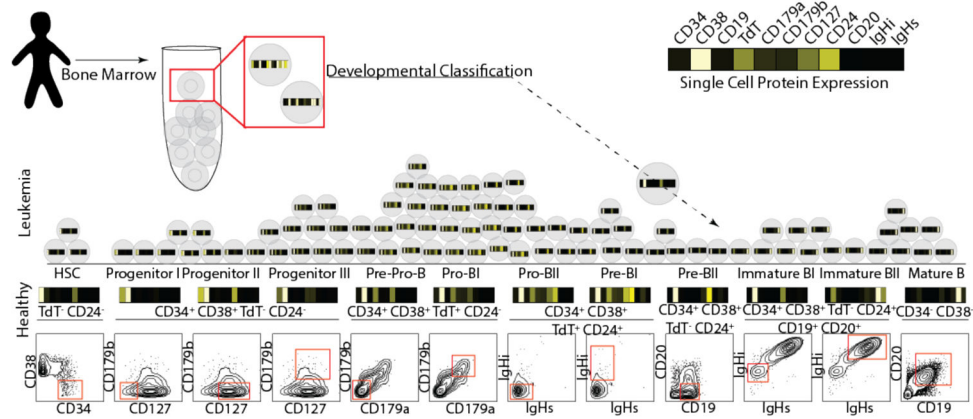 CD34
CD38
CD19
TdT
CD179a
CD179b
CD127
CD24
CD20
IgHi
IgHs
Single Cell Protein Expression
Bone Marrow
Developmental Classification
Leukemia
HSC Progenitor I Progenitor II Progenitor III Pre-Pro-B Pro-BI Pro-BII Pre-BI Pre-BII Immature BI Immature BII Mature B
Healthy
TdT⁻ CD24⁻ CD34⁺ CD38⁺ TdT⁻ CD24⁻ CD34⁺ CD38⁺ TdT⁺ CD24⁻ CD34⁺ CD38⁺ CD34⁺ CD38⁺ CD34⁺ CD38⁺ TdT⁻ CD24⁺ CD34⁻ CD38⁻
TdT⁺ CD24⁺ TdT⁻ CD24⁺ CD19⁺ CD20⁺
CD38
CD34
CD179b
CD127
CD179b
CD127
CD179b
CD127
CD179b
CD179a
CD179b
CD179a
IgHi
IgHs
IgHi
IgHs
CD20
CD19
IgHi
IgHs
IgHi
IgHs
CD20
CD19